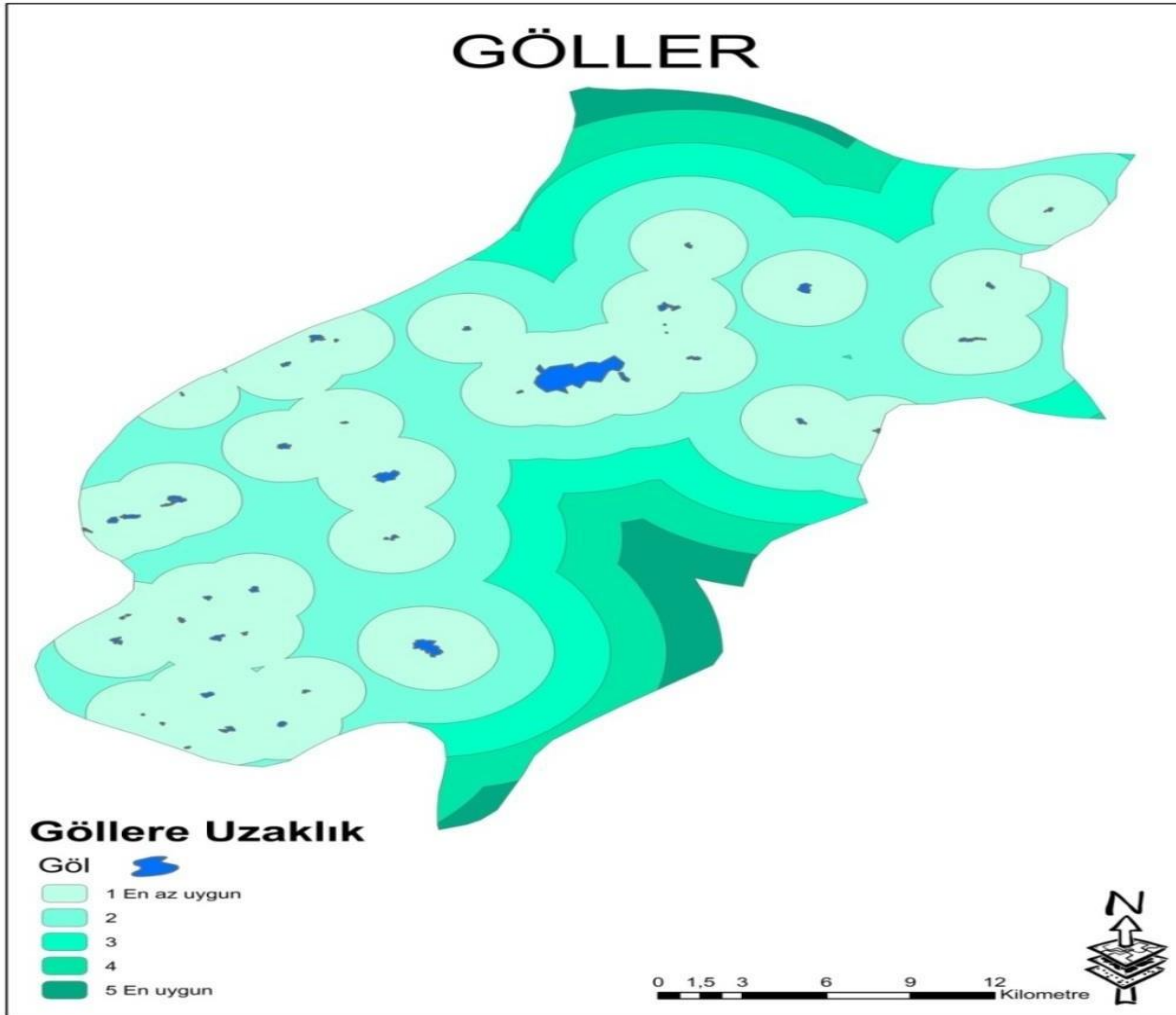 GÖLLER
Göllere Uzaklık
Göl
1 En az uygun
2
3
4
5 En uygun
N
0 1,5 3 6 9 12
Kilometre